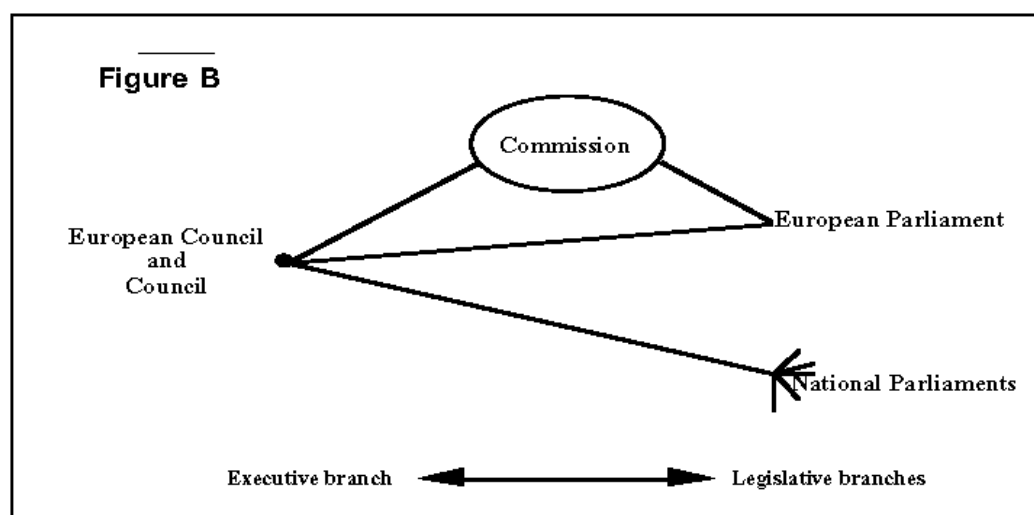 Figure B
Commission
European Parliament
European Council
and
Council
National Parliaments
Executive branch
Legislative branches